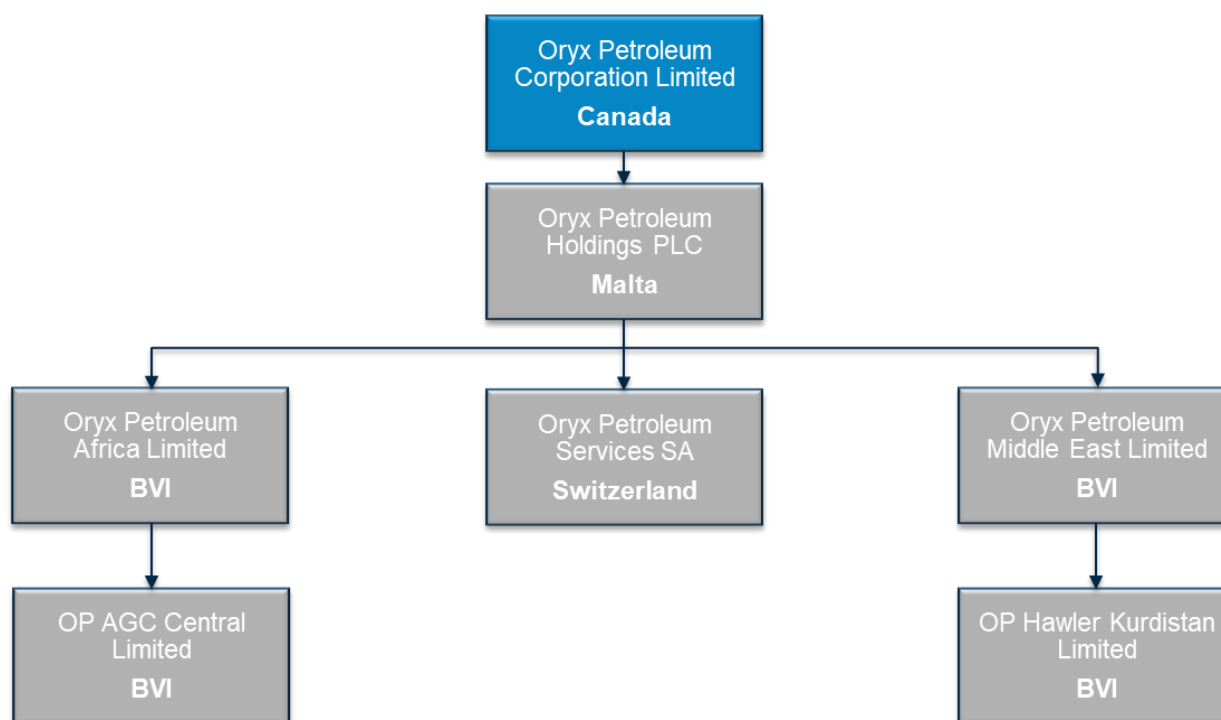 Oryx Petroleum
Corporation Limited
Canada
Oryx Petroleum
Holdings PLC
Malta
Oryx Petroleum
Africa Limited
BVI
Oryx Petroleum
Services SA
Switzerland
Oryx Petroleum
Middle East Limited
BVI
OP AGC Central
Limited
BVI
OP Hawler Kurdistan
Limited
BVI